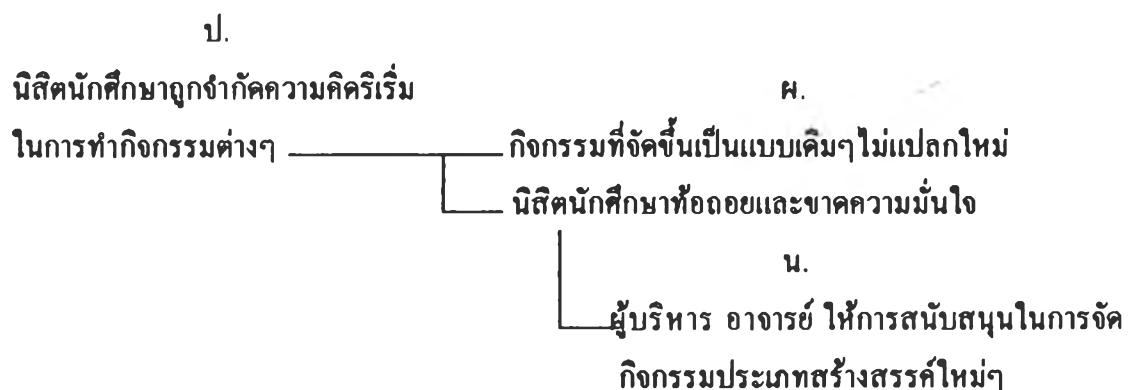 ป.
นิสิตนักศึกษาถูกจำกัดความคิดริเริ่ม
ผ.
ในการทำกิจกรรมต่างๆ กิจกรรมที่จัดขึ้นเป็นแบบเดิมๆไม่แปลกใหม่
นิสิตนักศึกษาท้อถอยและขาดความมั่นใจ
น.
ผู้บริหาร อาจารย์ ให้การสนับสนุนในการจัด
กิจกรรมประเภทสร้างสรรค์ใหม่ๆ